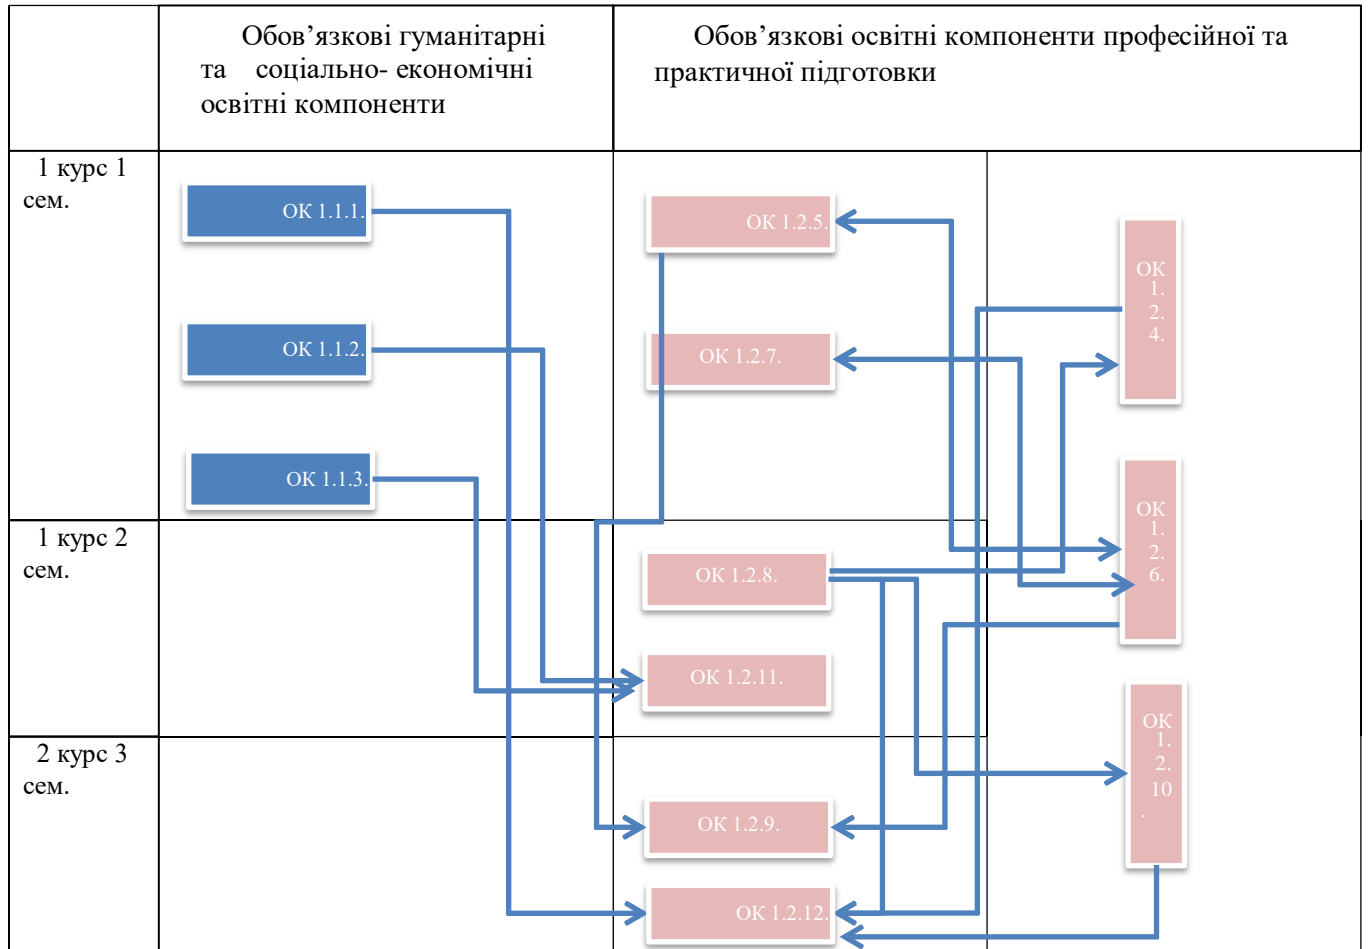 Обов’язкові гуманітарні
та соціально- економічні
освітні компоненти
Обов’язкові освітні компоненти професійної та
практичної підготовки
1 курс 1
сем.
ОК 1.1.1.
ОК 1.1.2.
ОК 1.1.3.
ОК 1.2.5.
ОК 1.2.7.
ОК
1.
2.
4.
ОК
1.
2.
6.
1 курс 2
сем.
ОК 1.2.8.
ОК 1.2.11.
ОК
1.
2.
10
.
2 курс 3
сем.
ОК 1.2.9.
ОК 1.2.12.